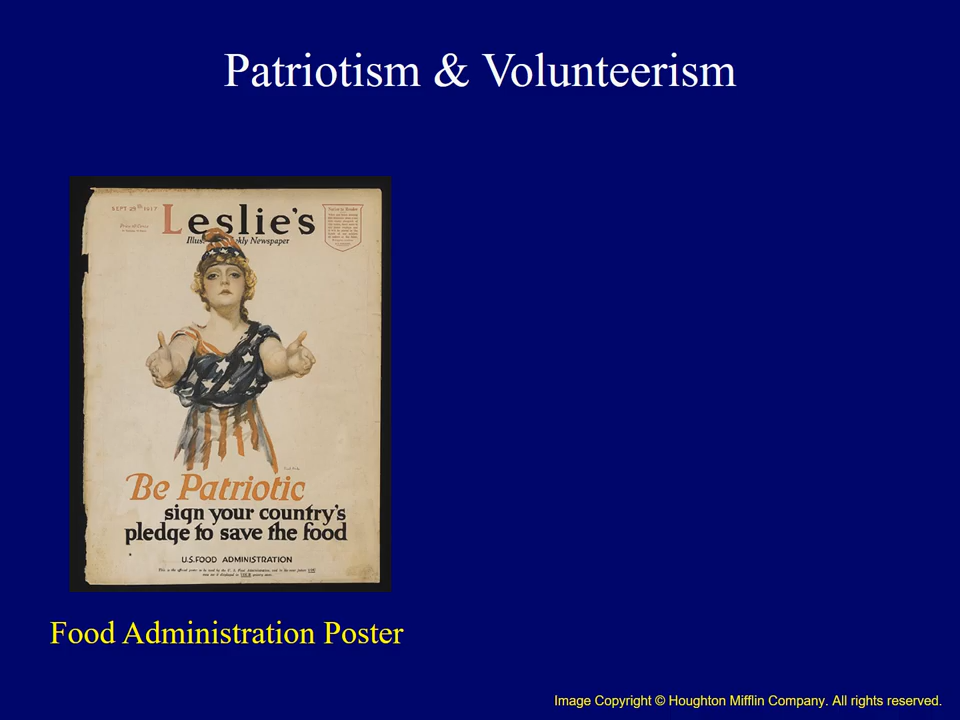 Patriotism & Volunteerism
SEPT 29th 1917
Leslie's
Illus kly Newspaper
Be Patriotic
sign your country's
pledge to save the food
U.S. FOOD ADMINISTRATION
Food Administration Poster
Image Copyright © Houghton Mifflin Company. All rights reserved.